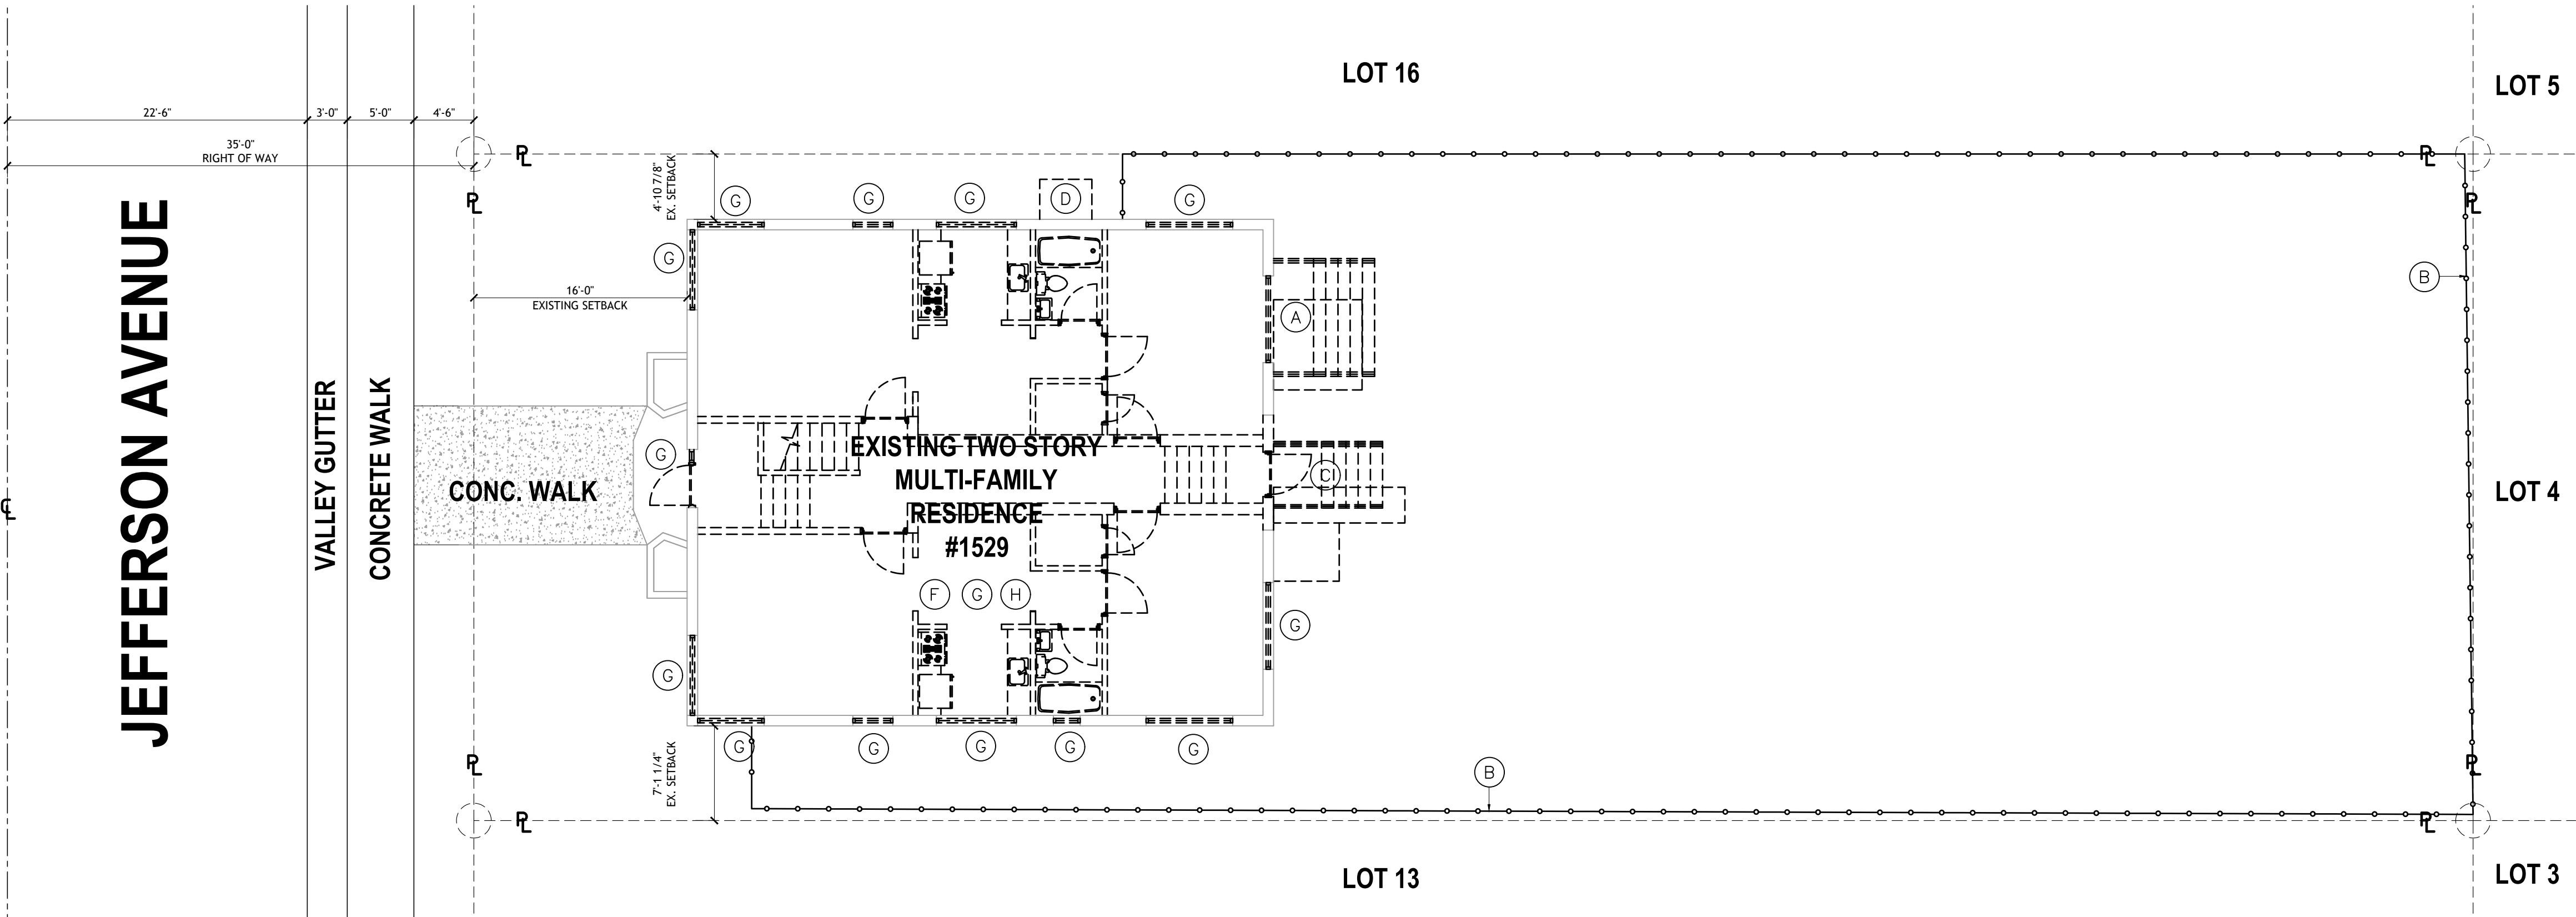 LOT 16
LOT 5
22'-6"
3'-0"
5'-0"
4'-6"
35'-0"
RIGHT OF WAY
PL
PL
PL
PL
4'-10 7/8"
EX. SETBACK
G
G
G
D
G
G
B
16'-0"
EXISTING SETBACK
A
JEFFERSON AVENUE
VALLEY GUTTER
CONCRETE WALK
CONC. WALK
G
EXISTING TWO STORY
MULTI-FAMILY
RESIDENCE
#1529
C
LOT 4
CL
F
G
H
G
G
G
G
G
G
G
7'-1 1/4"
EX. SETBACK
B
PL
PL
PL
PL
LOT 13
LOT 3